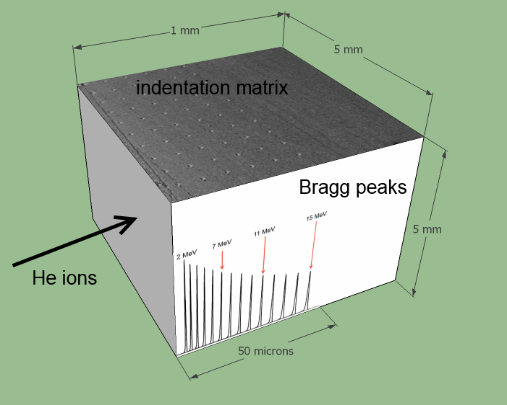 1 mm
5 mm
indentation matrix
Bragg peaks
15 MeV
11 MeV
7 MeV
2 MeV
5 mm
He ions
50 microns